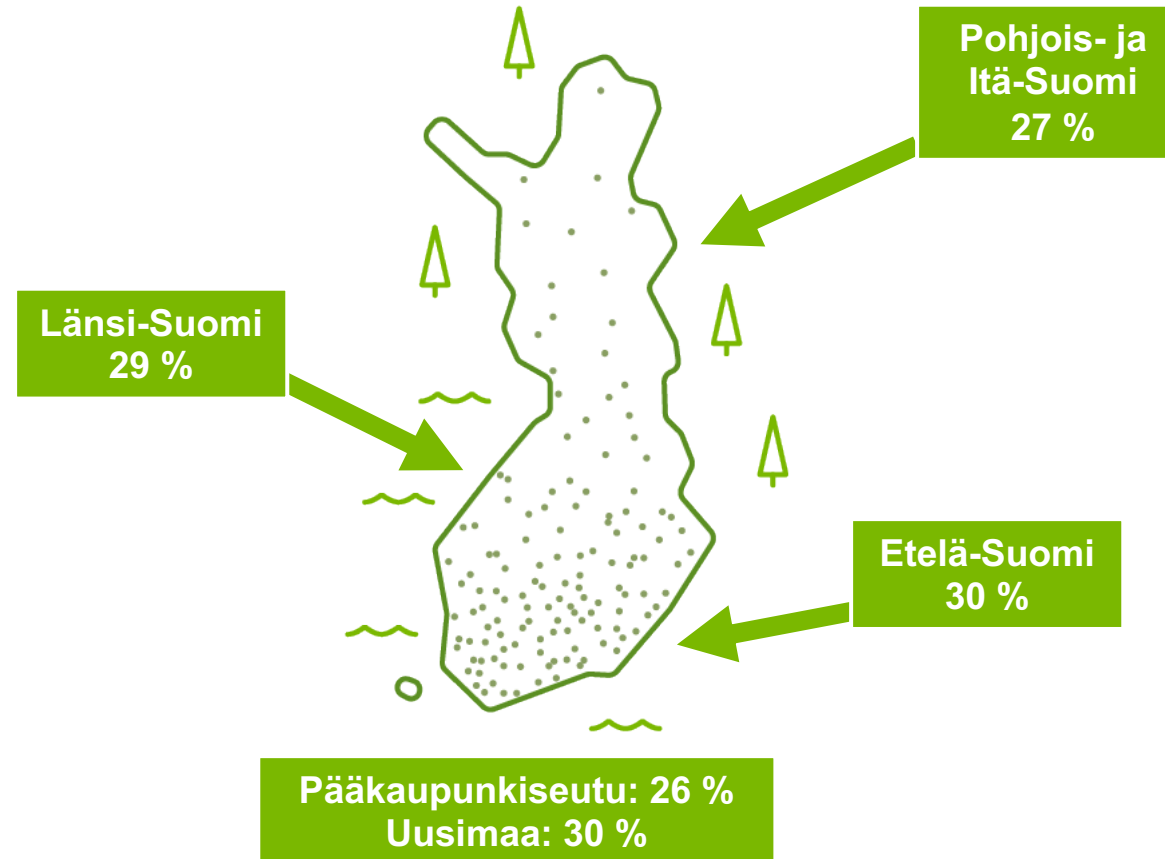 Pohjois- ja
Itä-Suomi
27 %
Länsi-Suomi
29 %
Etelä-Suomi
30 %
Pääkaupunkiseutu: 26 %
Uusimaa: 30 %